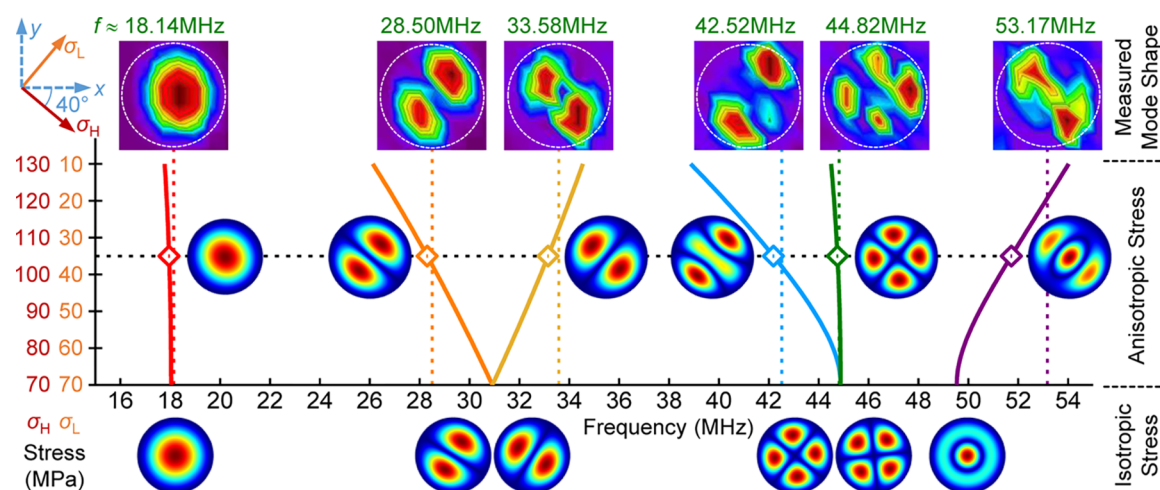 f ≈ 18.14MHz 28.50MHz 33.58MHz 42.52MHz 44.82MHz 53.17MHz
y
σL
x
40°
σH
Measured
Mode Shape
130 10
120 20
110 30
100 40
90 50
80 60
70 70
Anisotropic Stress
16 18 20 22 24 26 28 30 32 34 36 38 40 42 44 46 48 50 52 54
Frequency (MHz)
σH σL
Stress
(MPa)
Isotropic
Stress